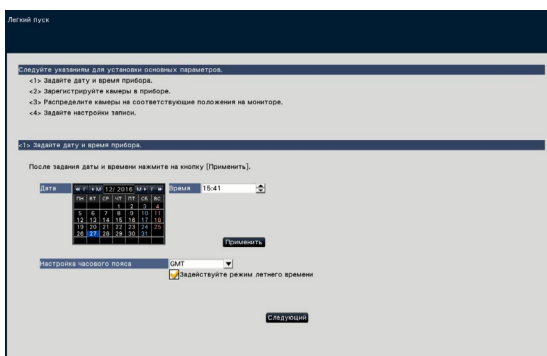 Легкий пуск
Следуйте указаниям для установки основных параметров.
<1> Задайте дату и время прибора.
<2> Зарегистрируйте камеры в приборе.
<3> Распределите камеры на соответствующие положения на мониторе.
<4> Задайте настройки записи.
<1> Задайте дату и время прибора.
После задания даты и времени нажмите на кнопку [Применить].
Дата
12/ 2016
Время 15:41
ПН ВТ СР ЧТ ПТ СБ ВС
1 2 3 4
5 6 7 8 9 10 11
12 13 14 15 16 17 18
19 20 21 22 23 24 25
26 27 28 29 30 31
Применить
Настройка часового пояса GMT
Задействуйте режим летнего времени
Следующий